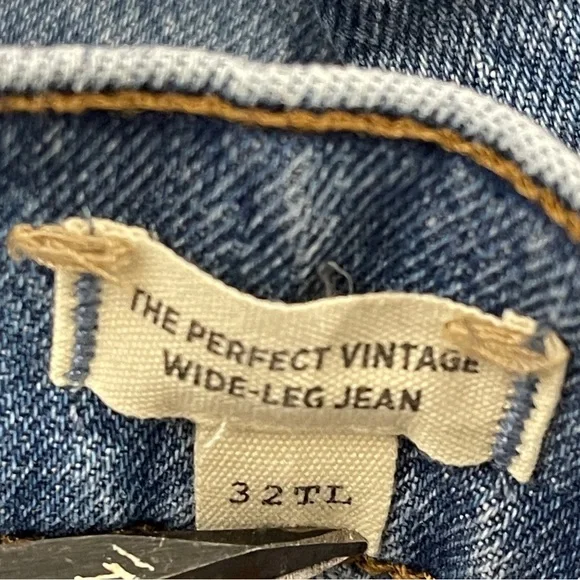 THE PERFECT VINTAGE
WIDE-LEG JEAN
32TL